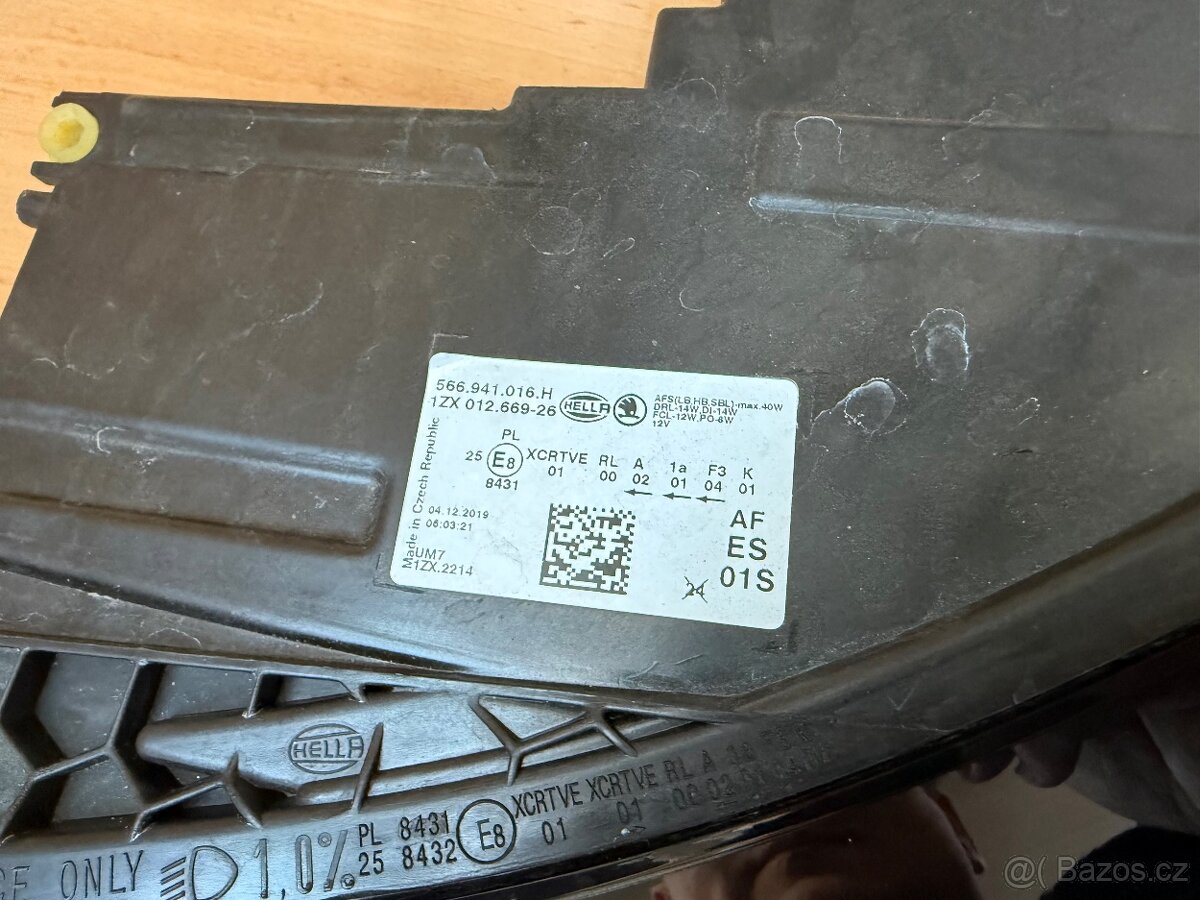 566.941.016.H
1ZX 012.669-26
HELLA
AFS(LB,HB,SBL)-max.40W
DRL-14W,DI-14W
FCL-12W,PO-6W
12V
PL
25 E8 XCRTVE RL A 1a F3 K
8431 01 00 02 01 04 01
Made in Czech Republic
04.12.2019
06:03:21
AF
ES
01S
UM7
1ZX.2214
24
HELLA
ONLY 1,0%
PL 8431
25 8432
E8
XCRTVE XCRTVE RL A
01 01 00 02
@( Bazos.cz